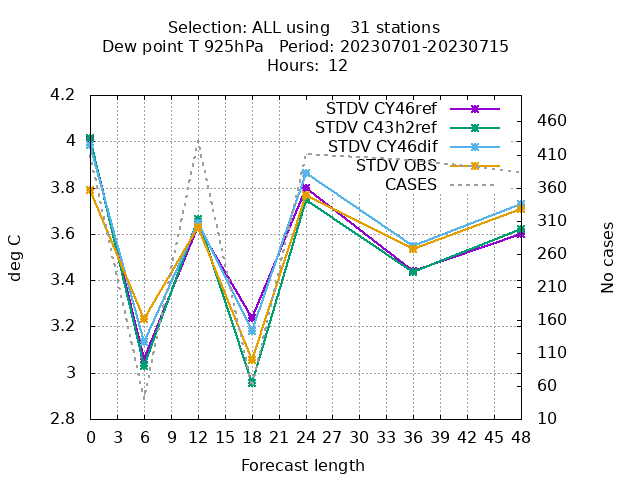 Selection: ALL using    31 stations
Dew point T 925hPa   Period: 20230701-20230715
Hours:  12
STDV CY46ref
STDV C43h2ref
STDV CY46dif
STDV OBS
CASES
4.2
4
3.8
3.6
3.4
3.2
3
2.8
deg C
460
410
360
310
260
210
160
110
60
10
No cases
0 3 6 9 12 15 18 21 24 27 30 33 36 39 42 45 48
Forecast length